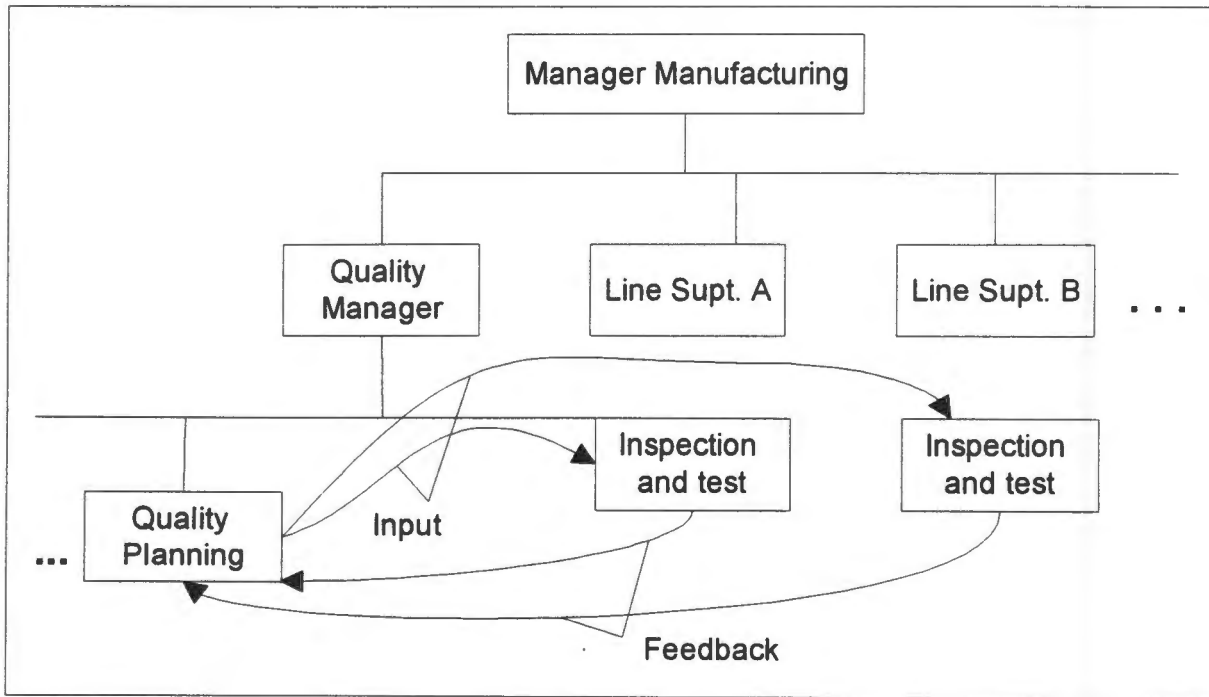 Manager Manufacturing
Quality
Manager
Line Supt. A
Line Supt. B
. . .
Inspection
and test
Inspection
and test
Quality
Planning
...
Input
Feedback